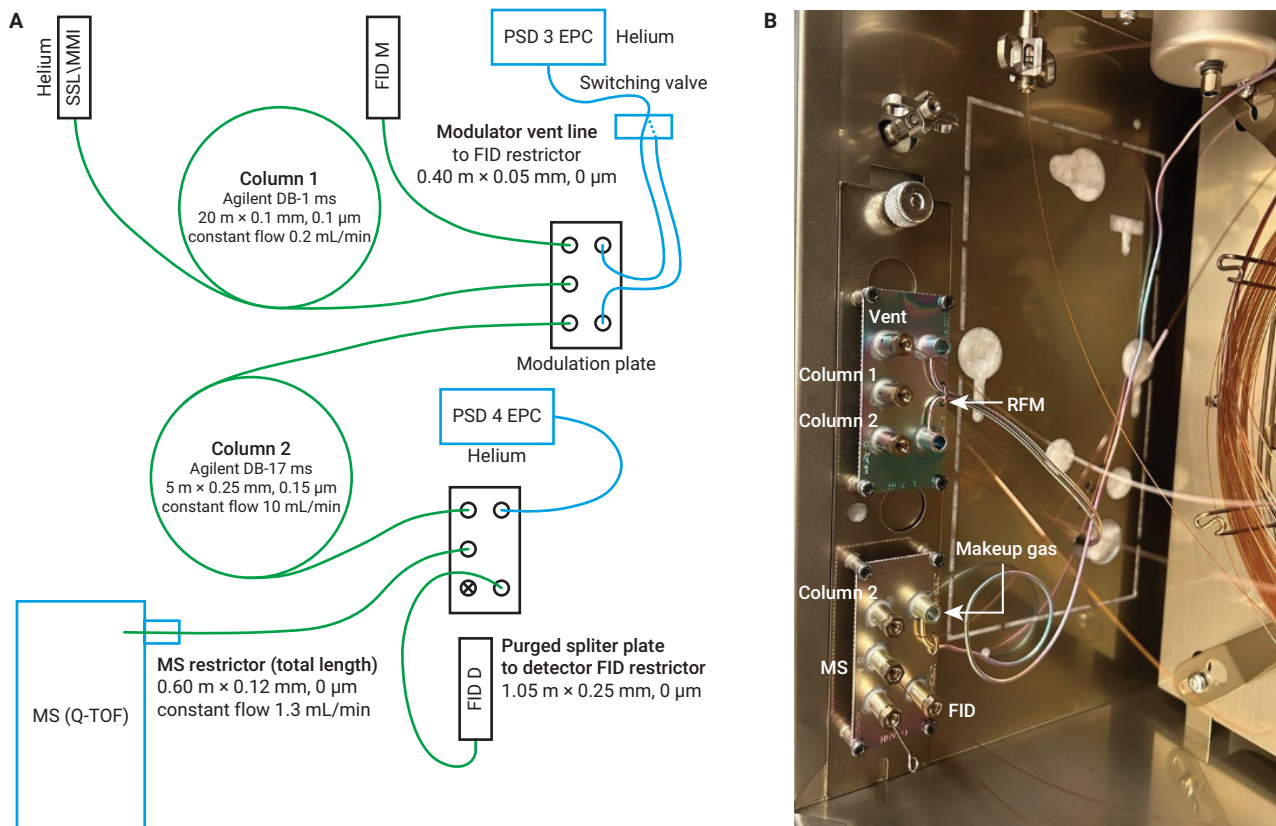 A
Helium
SSL\MMI
FID M
PSD 3 EPC
Helium
Switching valve
Modulator vent line
to FID restrictor
0.40 m × 0.05 mm, 0 µm
Column 1
Agilent DB-1 ms
20 m × 0.1 mm, 0.1 µm
constant flow 0.2 mL/min
Modulation plate
Column 2
Agilent DB-17 ms
5 m × 0.25 mm, 0.15 µm
constant flow 10 mL/min
PSD 4 EPC
Helium
MS (Q-TOF)
MS restrictor (total length)
0.60 m × 0.12 mm, 0 µm
constant flow 1.3 mL/min
FID D
Purged spliter plate
to detector FID restrictor
1.05 m × 0.25 mm, 0 µm
B
Vent
Column 1
Column 2
RFM
Makeup gas
Column 2
MS
FID